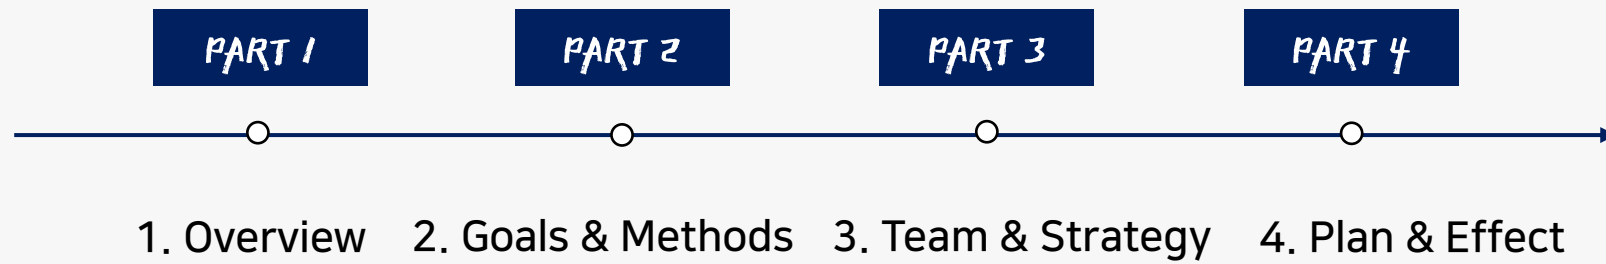 PART 1 PART 2 PART 3 PART 4
1. Overview 2. Goals & Methods 3. Team & Strategy 4. Plan & Effect